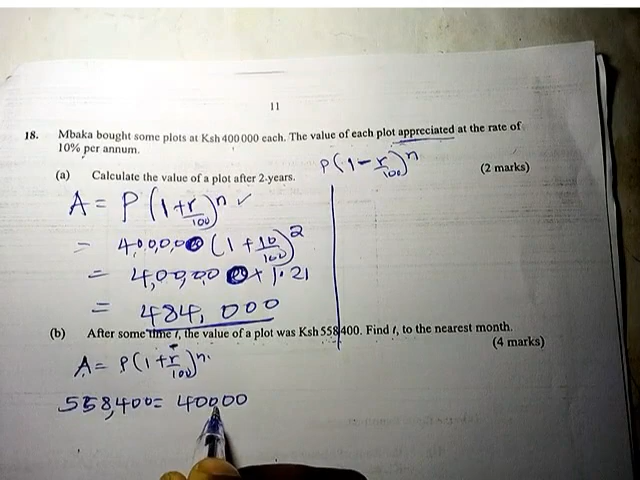 11
18. Mbaka bought some plots at Ksh 400 000 each. The value of each plot appreciated at the rate of
10% per annum.
P(1-r/100)^n
(a) Calculate the value of a plot after 2-years. (2 marks)
A = P(1+r/100)^n ✓
= 400,000(1+10/100)^2
= 400,000 × 1.21
= 484,000
(b) After some time t, the value of a plot was Ksh 558 400. Find t, to the nearest month.
(4 marks)
A = P(1+r/100)^n
558,400 = 40000